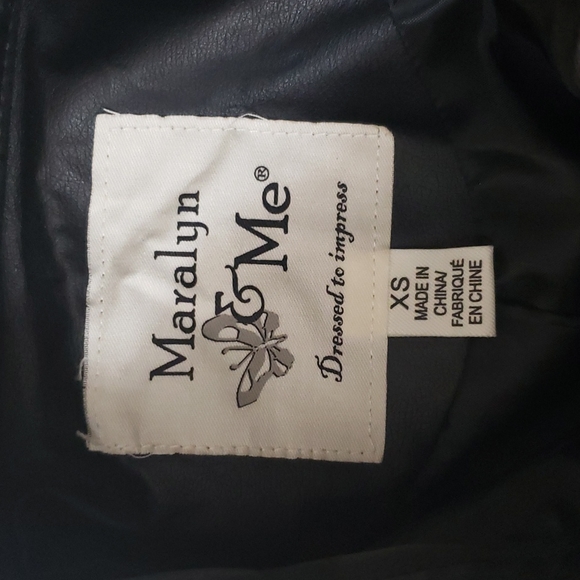 Maralyn
& Me®
Dressed to impress
XS
MADE IN
CHINA/
FABRIQUÉ
EN CHINE